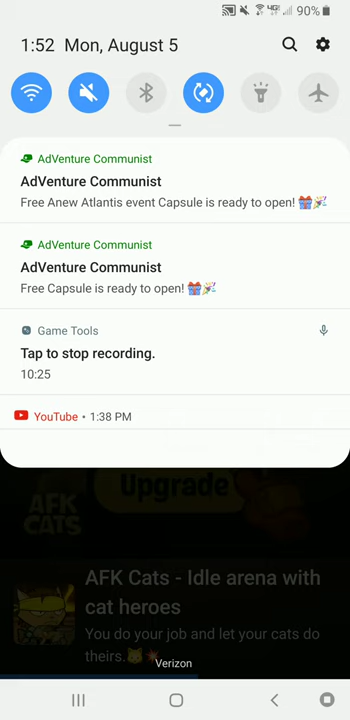 4G 90%
1:52 Mon, August 5
AdVenture Communist
AdVenture Communist
Free Anew Atlantis event Capsule is ready to open! 🎁🎉
AdVenture Communist
AdVenture Communist
Free Capsule is ready to open! 🎁🎉
Game Tools
Tap to stop recording.
10:25
YouTube • 1:38 PM
Upgrade
AFK
CATS
AFK Cats - Idle arena with
cat heroes
You do your job and let your cats do
theirs.🐱💥
Verizon